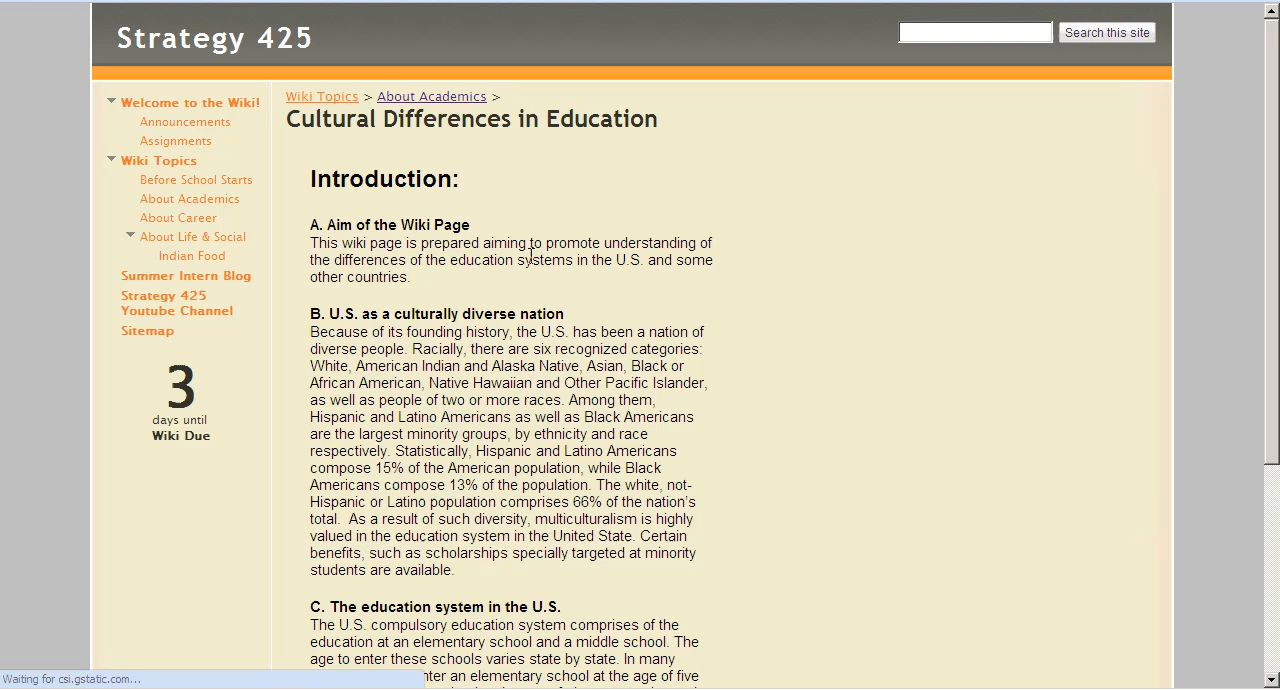 Strategy 425
Search this site
Welcome to the Wiki!
Announcements
Assignments
Wiki Topics
Before School Starts
About Academics
About Career
About Life & Social
Indian Food
Summer Intern Blog
Strategy 425
Youtube Channel
Sitemap
3
days until
Wiki Due
Wiki Topics > About Academics >
Cultural Differences in Education
Introduction:
A. Aim of the Wiki Page
This wiki page is prepared aiming to promote understanding of
the differences of the education systems in the U.S. and some
other countries.
B. U.S. as a culturally diverse nation
Because of its founding history, the U.S. has been a nation of
diverse people. Racially, there are six recognized categories:
White, American Indian and Alaska Native, Asian, Black or
African American, Native Hawaiian and Other Pacific Islander,
as well as people of two or more races. Among them,
Hispanic and Latino Americans as well as Black Americans
are the largest minority groups, by ethnicity and race
respectively. Statistically, Hispanic and Latino Americans
compose 15% of the American population, while Black
Americans compose 13% of the population. The white, not-
Hispanic or Latino population comprises 66% of the nation's
total.  As a result of such diversity, multiculturalism is highly
valued in the education system in the United State. Certain
benefits, such as scholarships specially targeted at minority
students are available.
C. The education system in the U.S.
The U.S. compulsory education system comprises of the
education at an elementary school and a middle school. The
age to enter these schools varies state by state. In many
an elementary school at the age of five
Waiting for csi.gstatic.com...